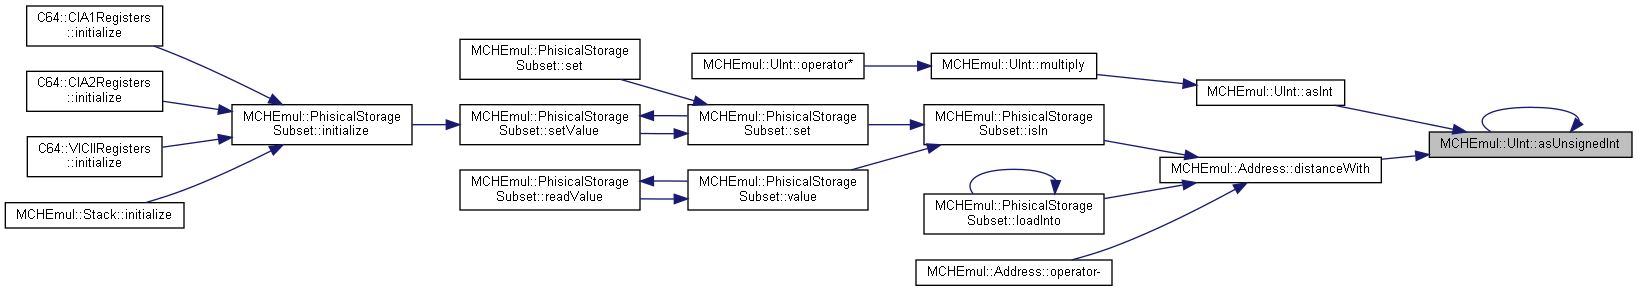 C64::CIA1Registers
::initialize
C64::CIA2Registers
::initialize
C64::VICIIRegisters
::initialize
MCHEmul::Stack::initialize
MCHEmul::PhisicalStorage
Subset::initialize
MCHEmul::PhisicalStorage
Subset::set
MCHEmul::PhisicalStorage
Subset::setValue
MCHEmul::PhisicalStorage
Subset::readValue
MCHEmul::UInt::operator*
MCHEmul::PhisicalStorage
Subset::set
MCHEmul::PhisicalStorage
Subset::value
MCHEmul::UInt::multiply
MCHEmul::PhisicalStorage
Subset::isIn
MCHEmul::PhisicalStorage
Subset::loadInto
MCHEmul::Address::operator-
MCHEmul::UInt::asInt
MCHEmul::Address::distanceWith
MCHEmul::UInt::asUnsignedInt